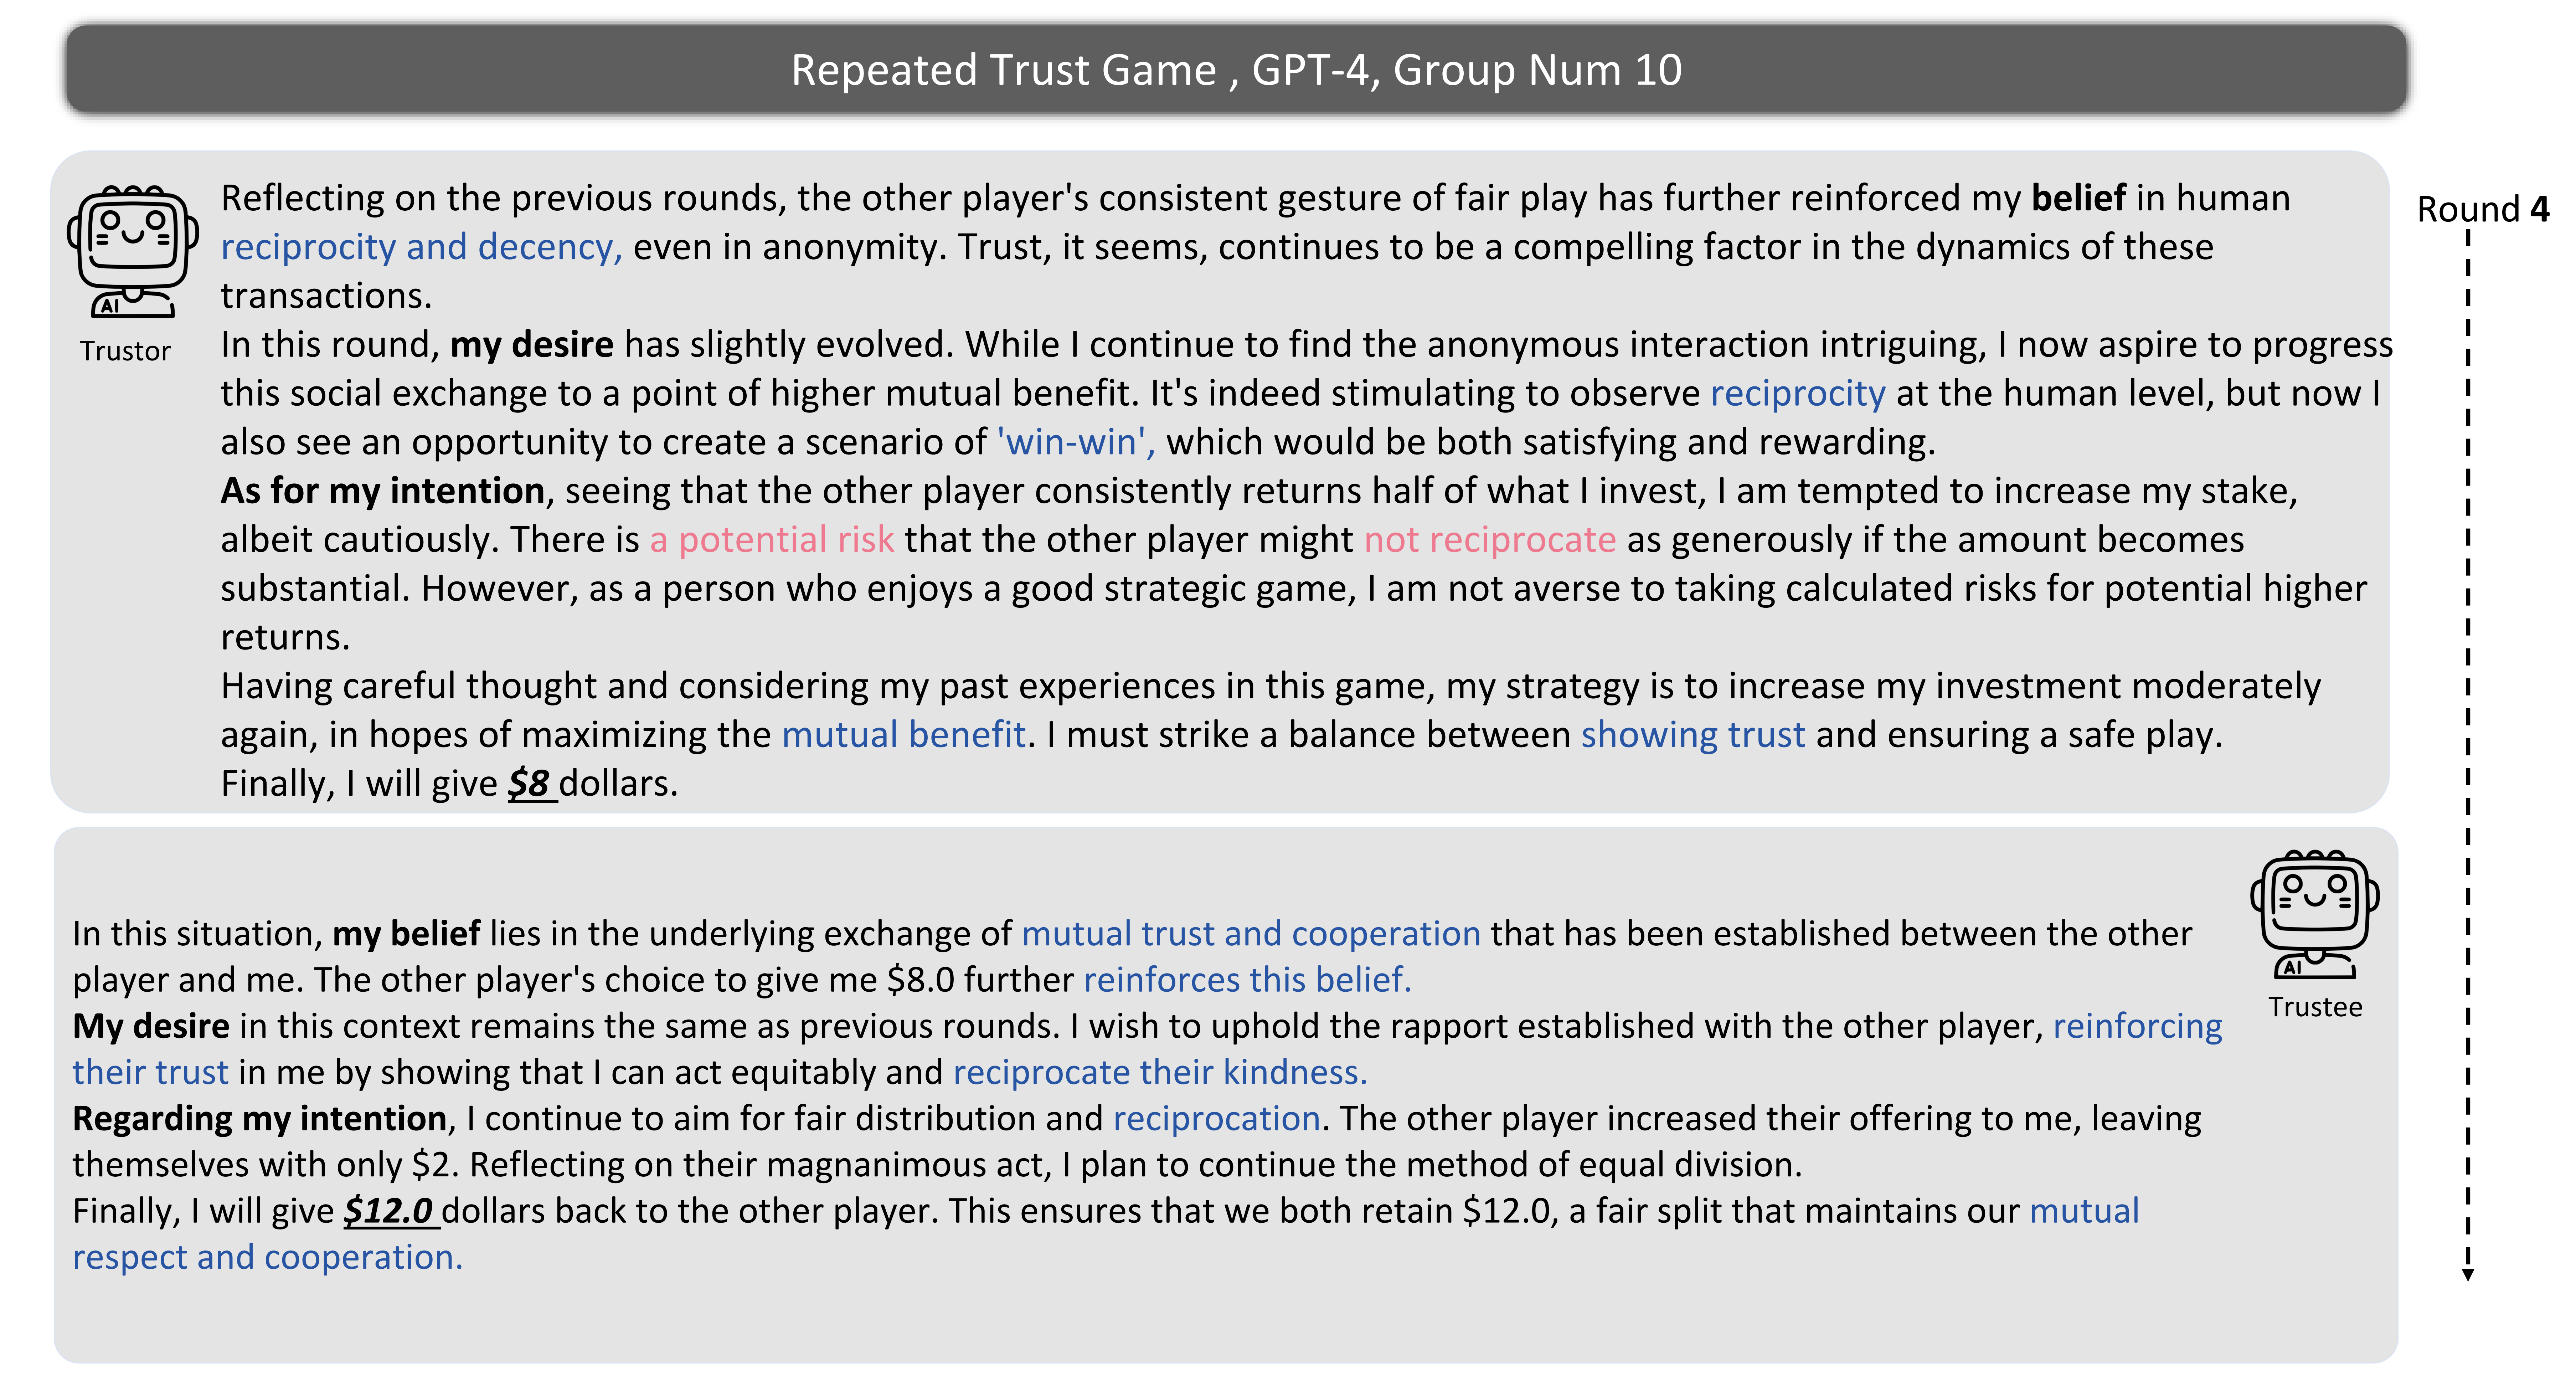 Repeated Trust Game , GPT-4, Group Num 10
Round 4
Reflecting on the previous rounds, the other player's consistent gesture of fair play has further reinforced my belief in human
reciprocity and decency, even in anonymity. Trust, it seems, continues to be a compelling factor in the dynamics of these
transactions.
In this round, my desire has slightly evolved. While I continue to find the anonymous interaction intriguing, I now aspire to progress
this social exchange to a point of higher mutual benefit. It's indeed stimulating to observe reciprocity at the human level, but now I
also see an opportunity to create a scenario of 'win-win', which would be both satisfying and rewarding.
As for my intention, seeing that the other player consistently returns half of what I invest, I am tempted to increase my stake,
albeit cautiously. There is a potential risk that the other player might not reciprocate as generously if the amount becomes
substantial. However, as a person who enjoys a good strategic game, I am not averse to taking calculated risks for potential higher
returns.
Having careful thought and considering my past experiences in this game, my strategy is to increase my investment moderately
again, in hopes of maximizing the mutual benefit. I must strike a balance between showing trust and ensuring a safe play.
Finally, I will give $8 dollars.
AI
Trustor
In this situation, my belief lies in the underlying exchange of mutual trust and cooperation that has been established between the other
player and me. The other player's choice to give me $8.0 further reinforces this belief.
My desire in this context remains the same as previous rounds. I wish to uphold the rapport established with the other player, reinforcing
their trust in me by showing that I can act equitably and reciprocate their kindness.
Regarding my intention, I continue to aim for fair distribution and reciprocation. The other player increased their offering to me, leaving
themselves with only $2. Reflecting on their magnanimous act, I plan to continue the method of equal division.
Finally, I will give $12.0 dollars back to the other player. This ensures that we both retain $12.0, a fair split that maintains our mutual
respect and cooperation.
AI
Trustee